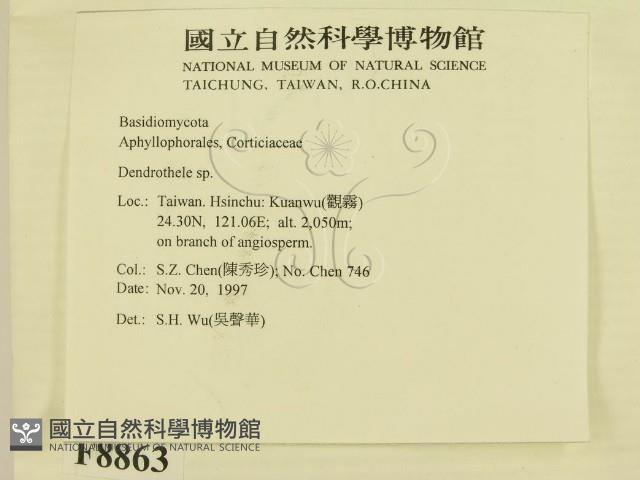 國立自然科學博物館
NATIONAL MUSEUM OF NATURAL SCIENCE
TAICHUNG, TAIWAN, R.O.CHINA
Basidiomycota
Aphyllophorales, Corticiaceae
Dendrothele sp.
Loc.: Taiwan. Hsinchu: Kuanwu(觀霧)
24.30N, 121.06E; alt. 2,050m;
on branch of angiosperm.
Col.: S.Z. Chen(陳秀珍); No. Chen 746
Date: Nov. 20, 1997
Det.: S.H. Wu(吳聲華)
國立自然科學博物館
NATIONAL MUSEUM OF NATURAL SCIENCE
F8863